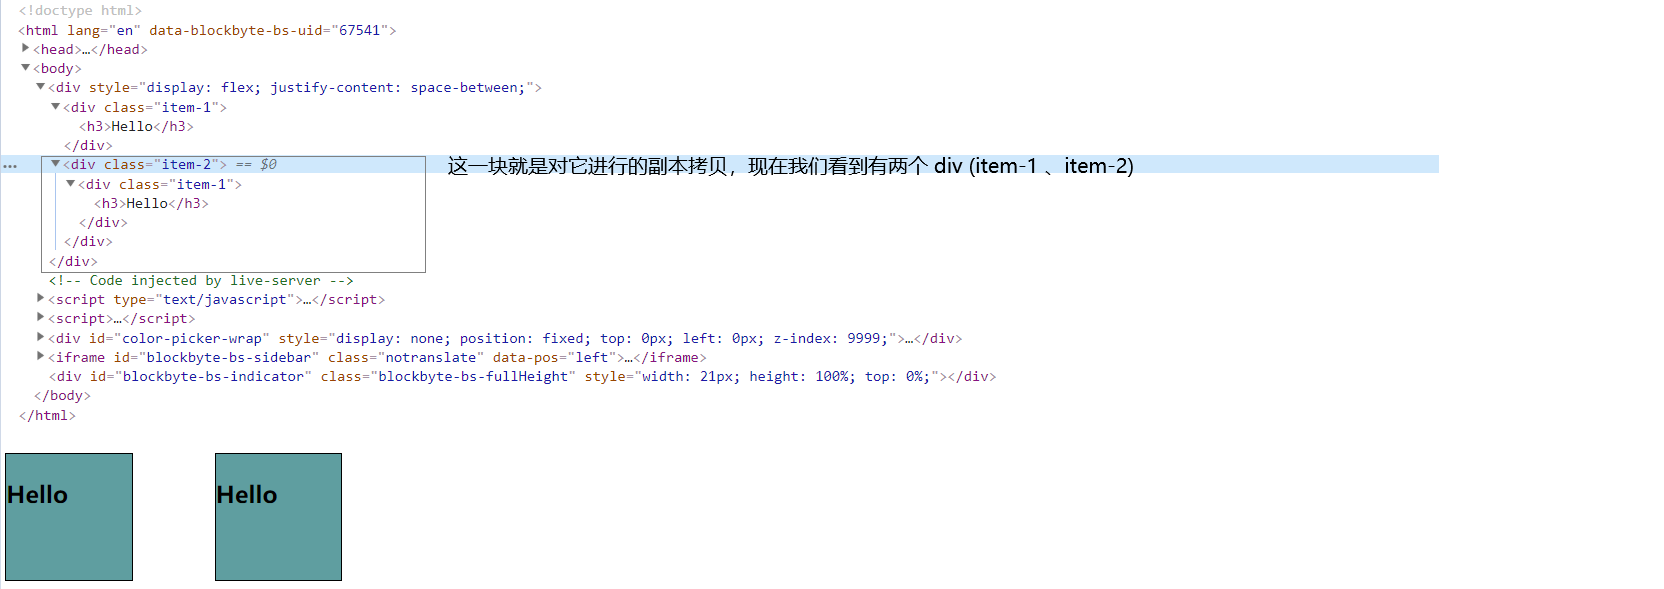 <!doctype html>
<html lang="en" data-blockbyte-bs-uid="67541">
<head>…</head>
<body>
<div style="display: flex; justify-content: space-between;">
<div class="item-1">
<h3>Hello</h3>
</div>
<div class="item-2"> == $0 这一块就是对它进行的副本拷贝，现在我们看到有两个 div (item-1 、item-2)
<div class="item-1">
<h3>Hello</h3>
</div>
</div>
</div>
<!-- Code injected by live-server -->
<script type="text/javascript">…</script>
<script>…</script>
<div id="color-picker-wrap" style="display: none; position: fixed; top: 0px; left: 0px; z-index: 9999;">…</div>
<iframe id="blockbyte-bs-sidebar" class="notranslate" data-pos="left">…</iframe>
<div id="blockbyte-bs-indicator" class="blockbyte-bs-fullHeight" style="width: 21px; height: 100%; top: 0%;"></div>
</body>
</html>
Hello Hello